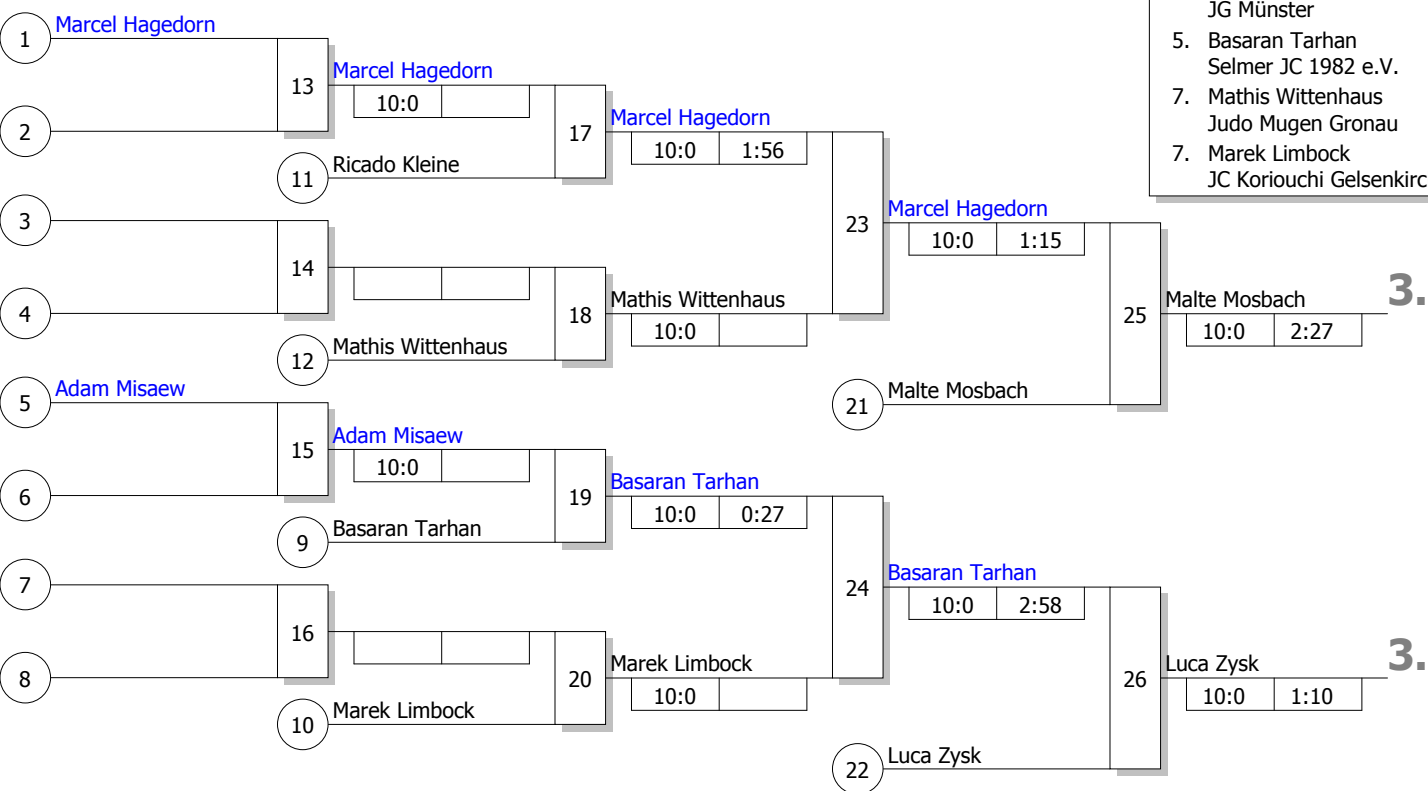 JG Münster
5. Basaran Tarhan
Selmer JC 1982 e.V.
7. Mathis Wittenhaus
Judo Mugen Gronau
7. Marek Limbock
JC Koriouchi Gelsenkirc
1 Marcel Hagedorn
2
13
Marcel Hagedorn
10:0
11 Ricado Kleine
17
Marcel Hagedorn
10:0 1:56
3
4
14
12 Mathis Wittenhaus
18
Mathis Wittenhaus
10:0
23
Marcel Hagedorn
10:0 1:15
21 Malte Mosbach
25
Malte Mosbach
10:0 2:27
3.
5 Adam Misaew
6
15
Adam Misaew
10:0
9 Basaran Tarhan
19
Basaran Tarhan
10:0 0:27
7
8
16
10 Marek Limbock
20
Marek Limbock
10:0
24
Basaran Tarhan
10:0 2:58
22 Luca Zysk
26
Luca Zysk
10:0 1:10
3.